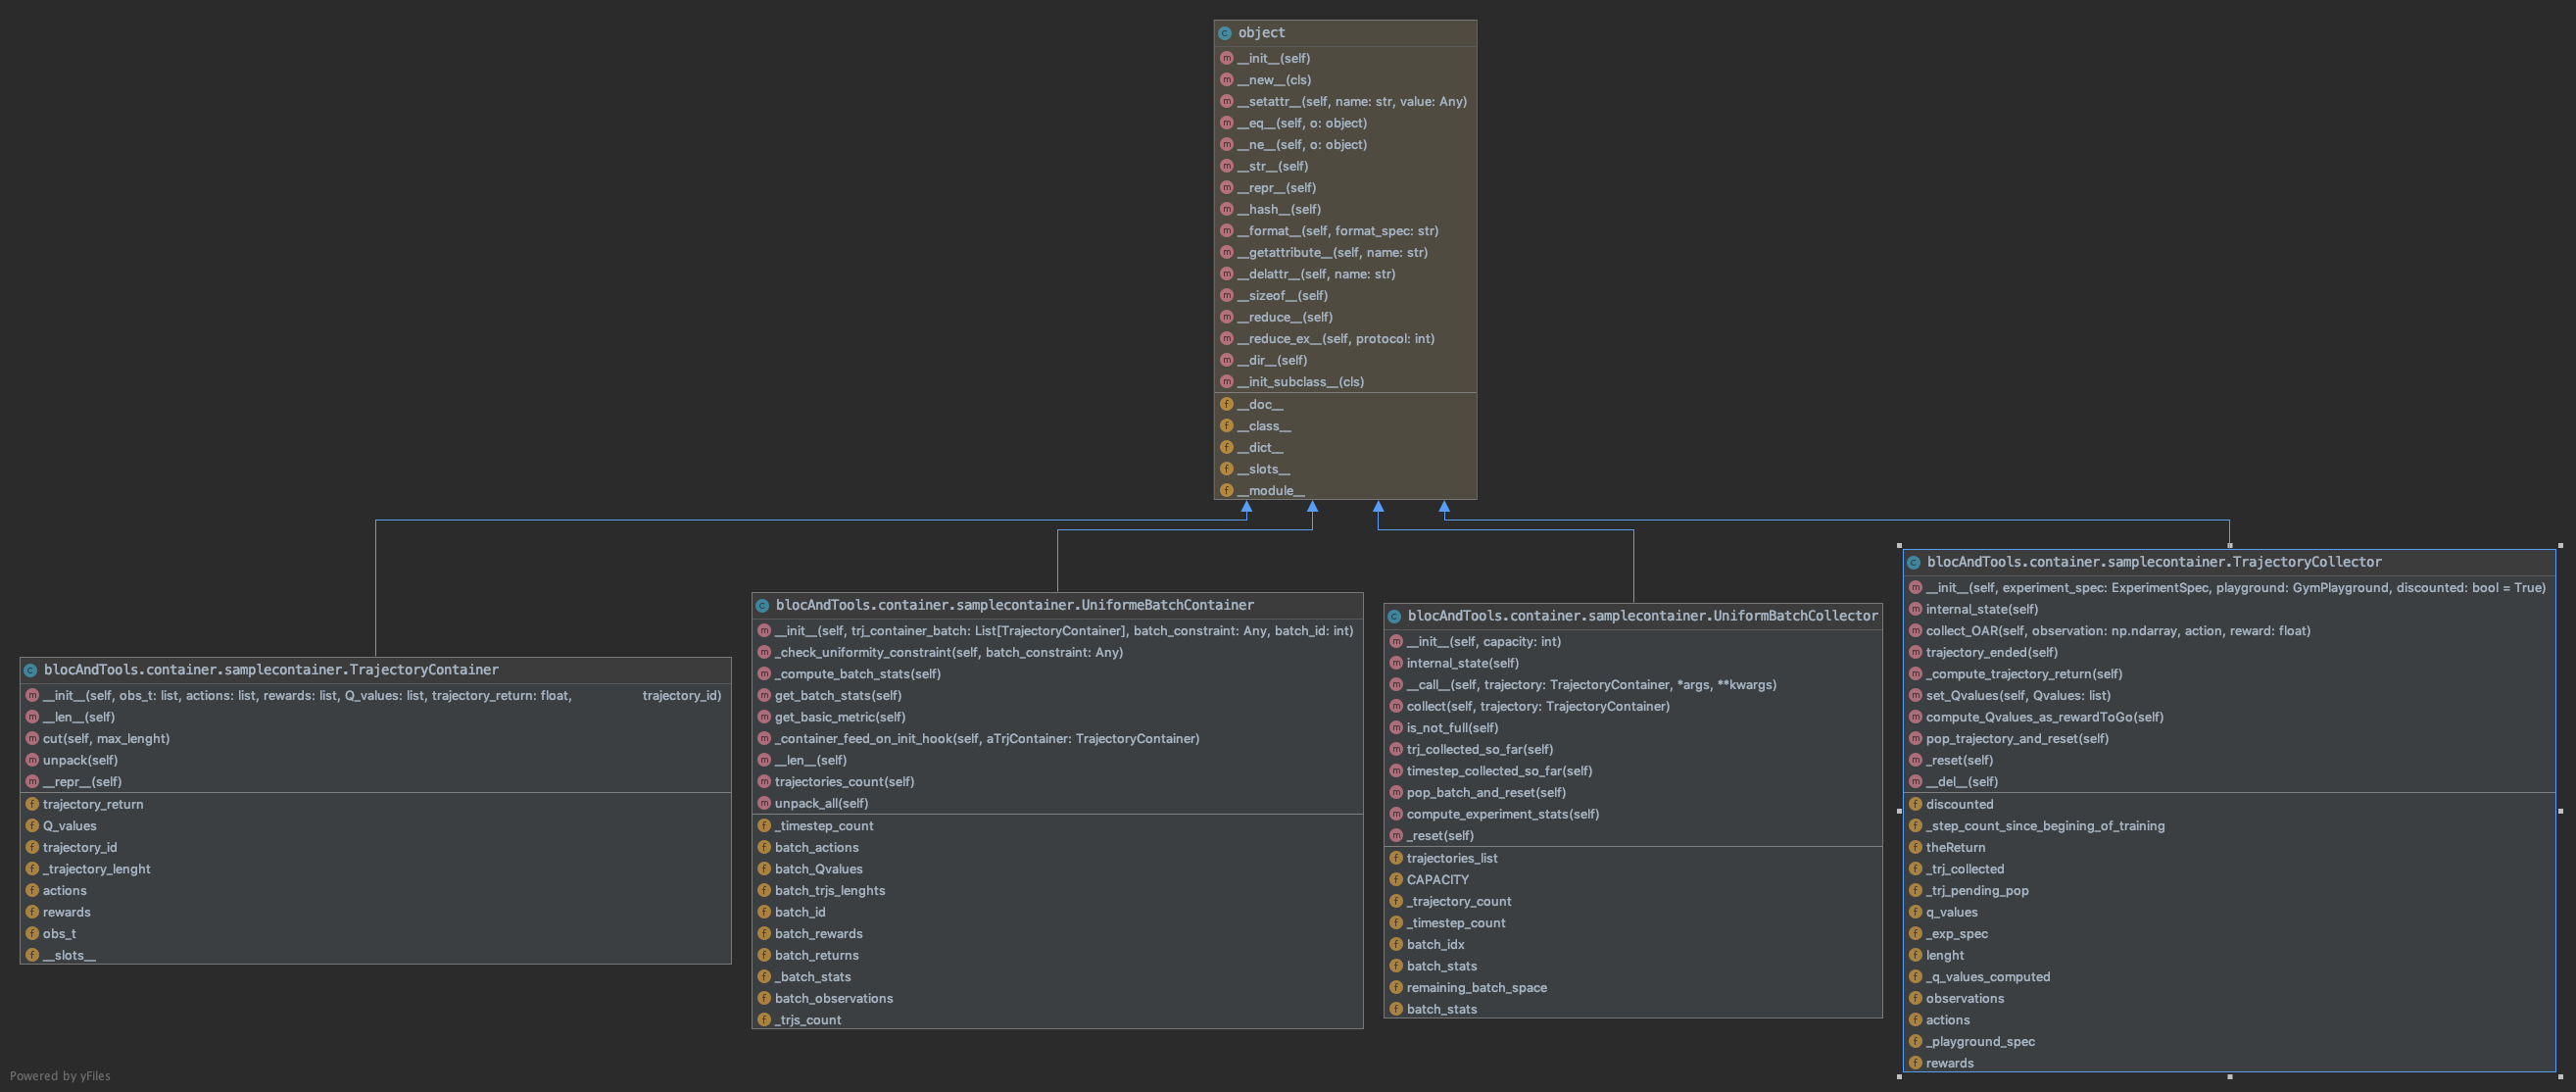 object
__init__(self)
__new__(cls)
__setattr__(self, name: str, value: Any)
__eq__(self, o: object)
__ne__(self, o: object)
__str__(self)
__repr__(self)
__hash__(self)
__format__(self, format_spec: str)
__getattribute__(self, name: str)
__delattr__(self, name: str)
__sizeof__(self)
__reduce__(self)
__reduce_ex__(self, protocol: int)
__dir__(self)
__init_subclass__(cls)
__doc__
__class__
__dict__
__slots__
__module__
blocAndTools.container.samplecontainer.TrajectoryContainer
__init__(self, obs_t: list, actions: list, rewards: list, Q_values: list, trajectory_return: float, trajectory_id)
__len__(self)
cut(self, max_lenght)
unpack(self)
__repr__(self)
trajectory_return
Q_values
trajectory_id
_trajectory_lenght
actions
rewards
obs_t
__slots__
blocAndTools.container.samplecontainer.UniformeBatchContainer
__init__(self, trj_container_batch: List[TrajectoryContainer], batch_constraint: Any, batch_id: int)
_check_uniformity_constraint(self, batch_constraint: Any)
_compute_batch_stats(self)
get_batch_stats(self)
get_basic_metric(self)
_container_feed_on_init_hook(self, aTrjContainer: TrajectoryContainer)
__len__(self)
trajectories_count(self)
unpack_all(self)
_timestep_count
batch_actions
batch_Qvalues
batch_trjs_lenghts
batch_id
batch_rewards
batch_returns
_batch_stats
batch_observations
_trjs_count
blocAndTools.container.samplecontainer.UniformBatchCollector
__init__(self, capacity: int)
internal_state(self)
__call__(self, trajectory: TrajectoryContainer, *args, **kwargs)
collect(self, trajectory: TrajectoryContainer)
is_not_full(self)
trj_collected_so_far(self)
timestep_collected_so_far(self)
pop_batch_and_reset(self)
compute_experiment_stats(self)
_reset(self)
trajectories_list
CAPACITY
_trajectory_count
_timestep_count
batch_idx
batch_stats
remaining_batch_space
batch_stats
blocAndTools.container.samplecontainer.TrajectoryCollector
__init__(self, experiment_spec: ExperimentSpec, playground: GymPlayground, discounted: bool = True)
internal_state(self)
collect_OAR(self, observation: np.ndarray, action, reward: float)
trajectory_ended(self)
_compute_trajectory_return(self)
set_Qvalues(self, Qvalues: list)
compute_Qvalues_as_rewardToGo(self)
pop_trajectory_and_reset(self)
_reset(self)
__del__(self)
discounted
_step_count_since_begining_of_training
theReturn
_trj_collected
_trj_pending_pop
q_values
_exp_spec
lenght
_q_values_computed
observations
actions
_playground_spec
rewards
Powered by yFiles